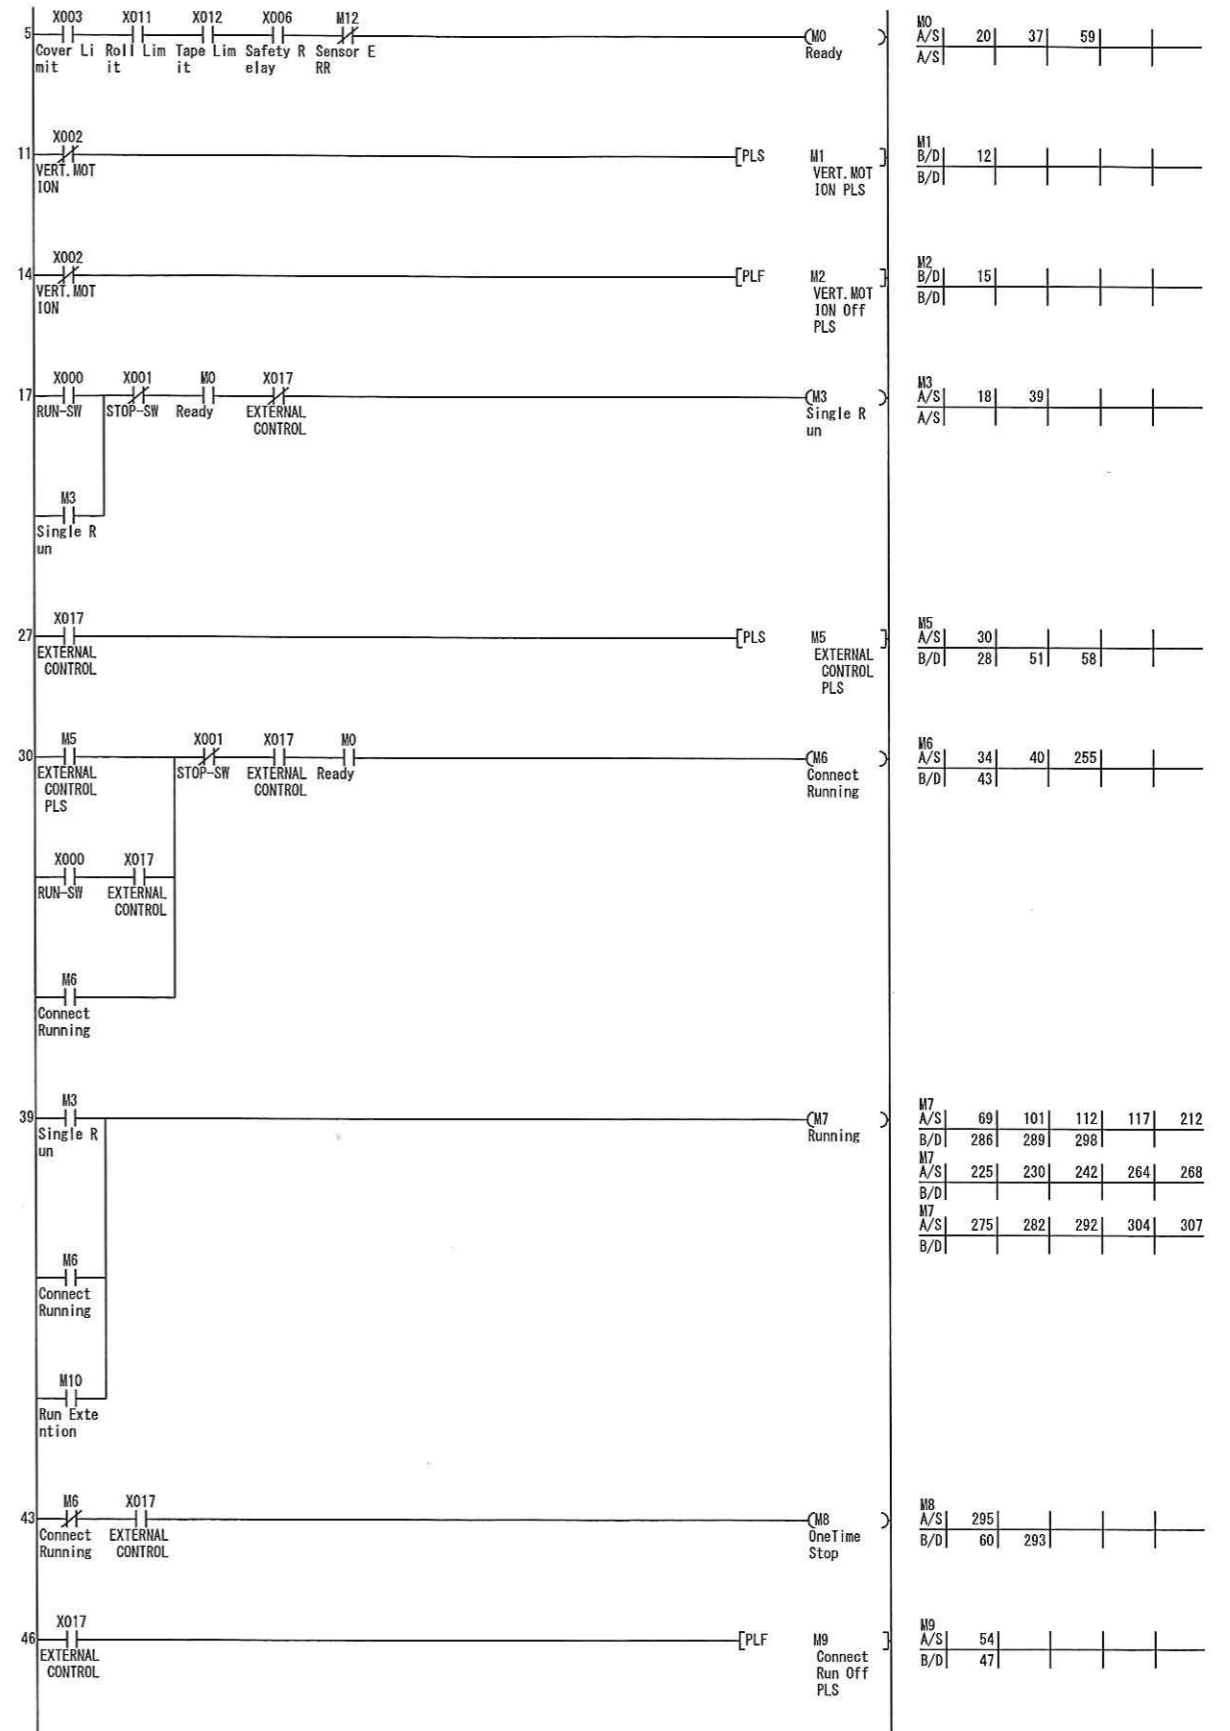 X003 X011 X012 X006 M12
5 (M0 )
Cover Li Roll Lim Tape Lim Safety R Sensor E Ready
mit it it elay RR
M0
A/S 20 37 59
A/S
X002
11 [PLS M1 ]
VERT.MOT VERT.MOT
ION ION PLS
M1
B/D 12
B/D
X002
14 [PLF M2 ]
VERT.MOT VERT.MOT
ION ION Off
PLS
M2
B/D 15
B/D
X000 X001 M0 X017
17 (M3 )
RUN-SW STOP-SW Ready EXTERNAL Single R
CONTROL un
M3
A/S 18 39
A/S
M3
Single R
un
X017
27 [PLS M5 ]
EXTERNAL EXTERNAL
CONTROL CONTROL
PLS
M5
A/S 30
B/D 28 51 58
M5 X001 X017 M0
30 (M6 )
EXTERNAL STOP-SW EXTERNAL Ready Connect
CONTROL CONTROL Running
PLS
M6
A/S 34 40 255
B/D 43
X000 X017
RUN-SW EXTERNAL
CONTROL
M6
Connect
Running
M3
39 (M7 )
Single R Running
un
M7
A/S 69 101 112 117 212
B/D 286 289 298
M7
A/S 225 230 242 264 268
B/D
M7
A/S 275 282 292 304 307
B/D
M6
Connect
Running
M10
Run Exte
ntion
M6 X017
43 (M8 )
Connect EXTERNAL OneTime
Running CONTROL Stop
M8
A/S 295
B/D 60 293
X017
46 [PLF M9 ]
EXTERNAL Connect
CONTROL Run Off
PLS
M9
A/S 54
B/D 47